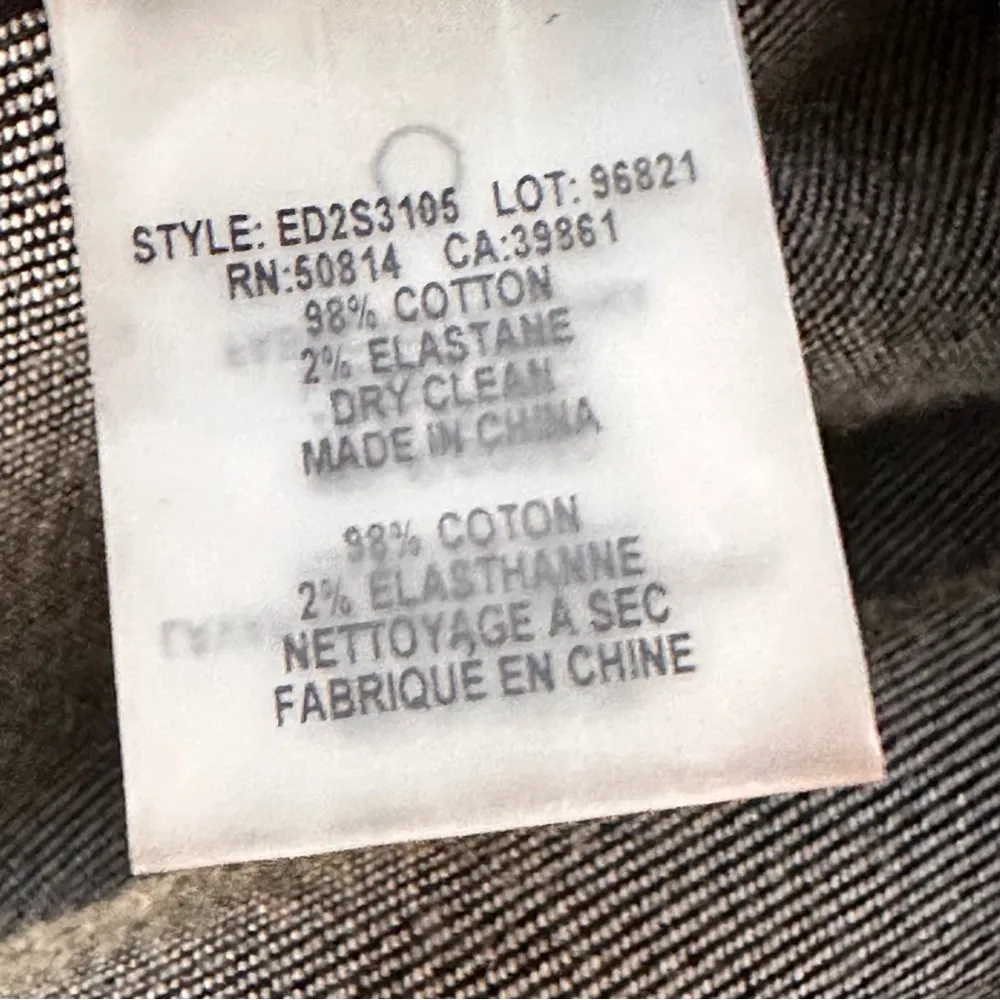 STYLE: ED2S3105 LOT: 96821
RN:50814 CA:39861
98% COTTON
2% ELASTANE
DRY CLEAN
MADE IN CHINA
98% COTON
2% ELASTHANNE
NETTOYAGE A SEC
FABRIQUE EN CHINE